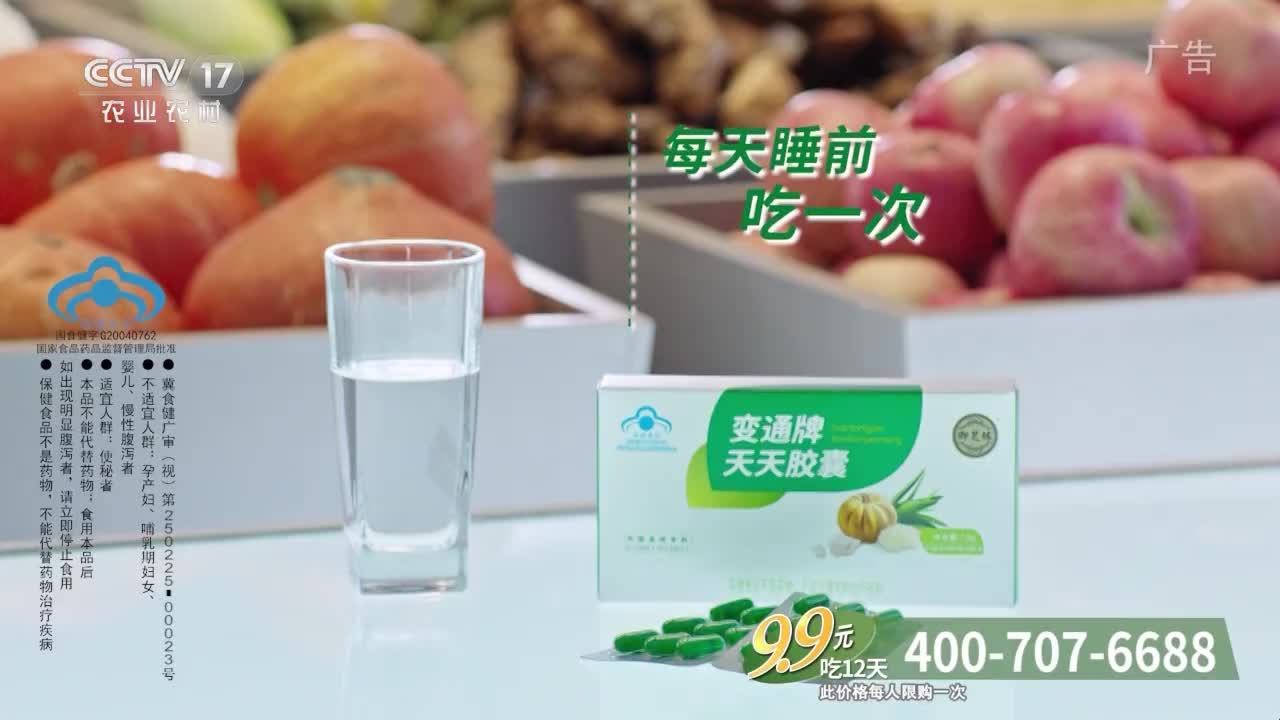 CCTV 17
农业农村
广告
每天睡前
吃一次
国食健字G20040762
国家食品药品监督管理局批准
● 冀食健广审（视）第250225-00023号
● 不适宜人群：孕产妇、哺乳期妇女、
婴儿、慢性腹泻者
● 适宜人群：便秘者
● 本品不能代替药物；食用本品后
如出现明显腹泻者，请立即停止食用
● 保健食品不是药物，不能代替药物治疗疾病
变通牌
天天胶囊
御芝林
9.9元
吃12天
400-707-6688
此价格每人限购一次